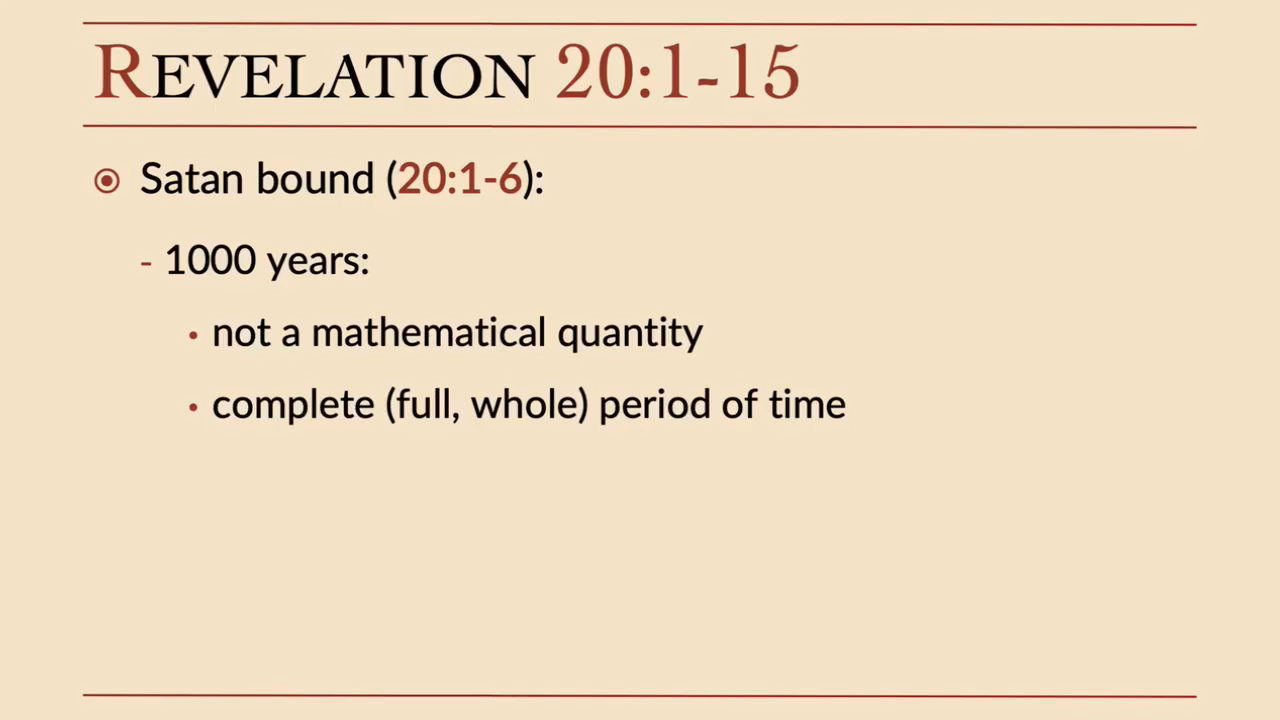 REVELATION 20:1-15
Satan bound (20:1-6):
- 1000 years:
• not a mathematical quantity
• complete (full, whole) period of time